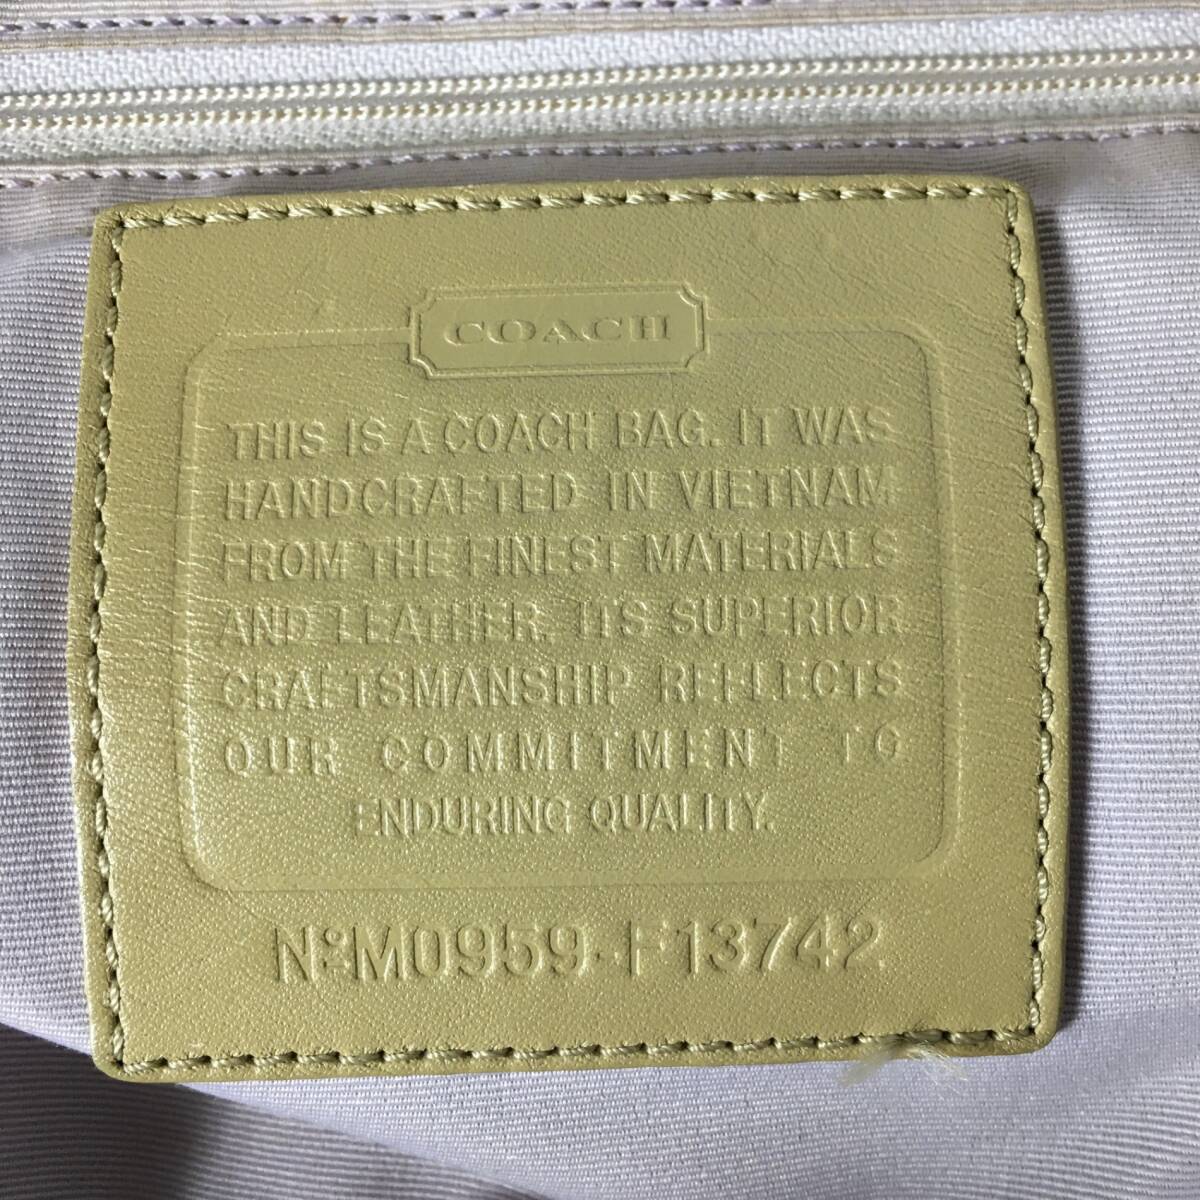 COACH
THIS IS A COACH BAG. IT WAS
HANDCRAFTED IN VIETNAM
FROM THE FINEST MATERIALS
AND LEATHER. ITS SUPERIOR
CRAFTSMANSHIP REFLECTS
OUR COMMITMENT TO
ENDURING QUALITY.
Nº M0959-F13742